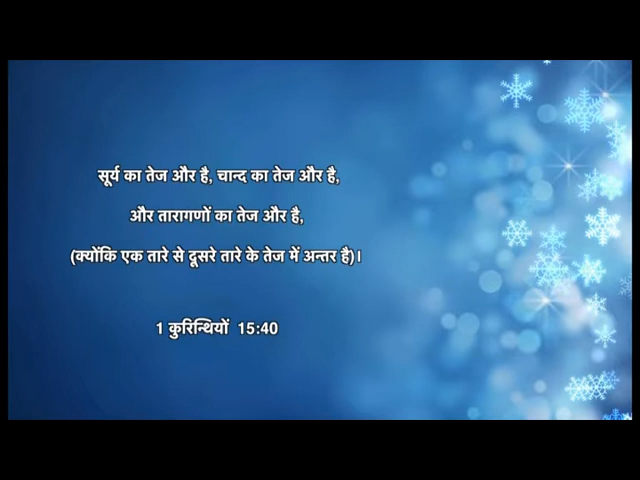 सूर्य का तेज और है, चान्द का तेज और है,
और तारागणों का तेज और है,
(क्योंकि एक तारे से दूसरे तारे के तेज में अन्तर है)।
1 कुरिन्थियों 15:40